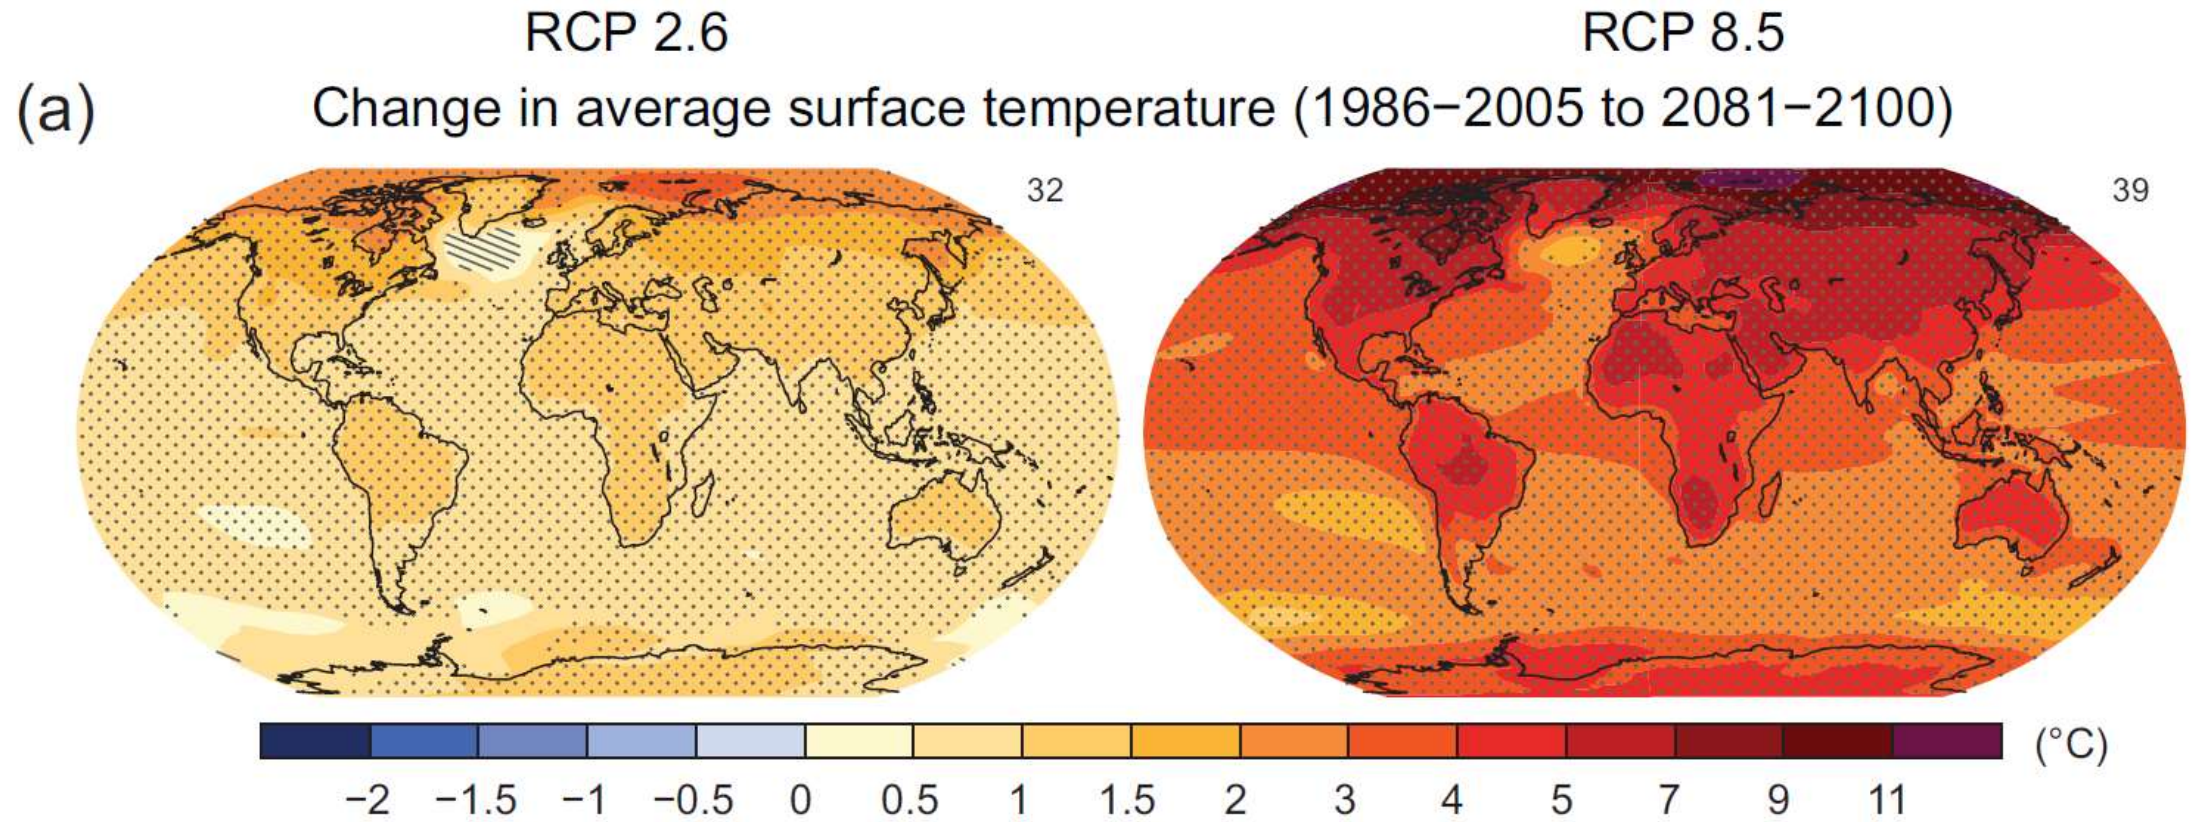 RCP 2.6
RCP 8.5
(a)
Change in average surface temperature (1986−2005 to 2081−2100)
32
39
(°C)
−2 −1.5 −1 −0.5 0 0.5 1 1.5 2 3 4 5 7 9 11